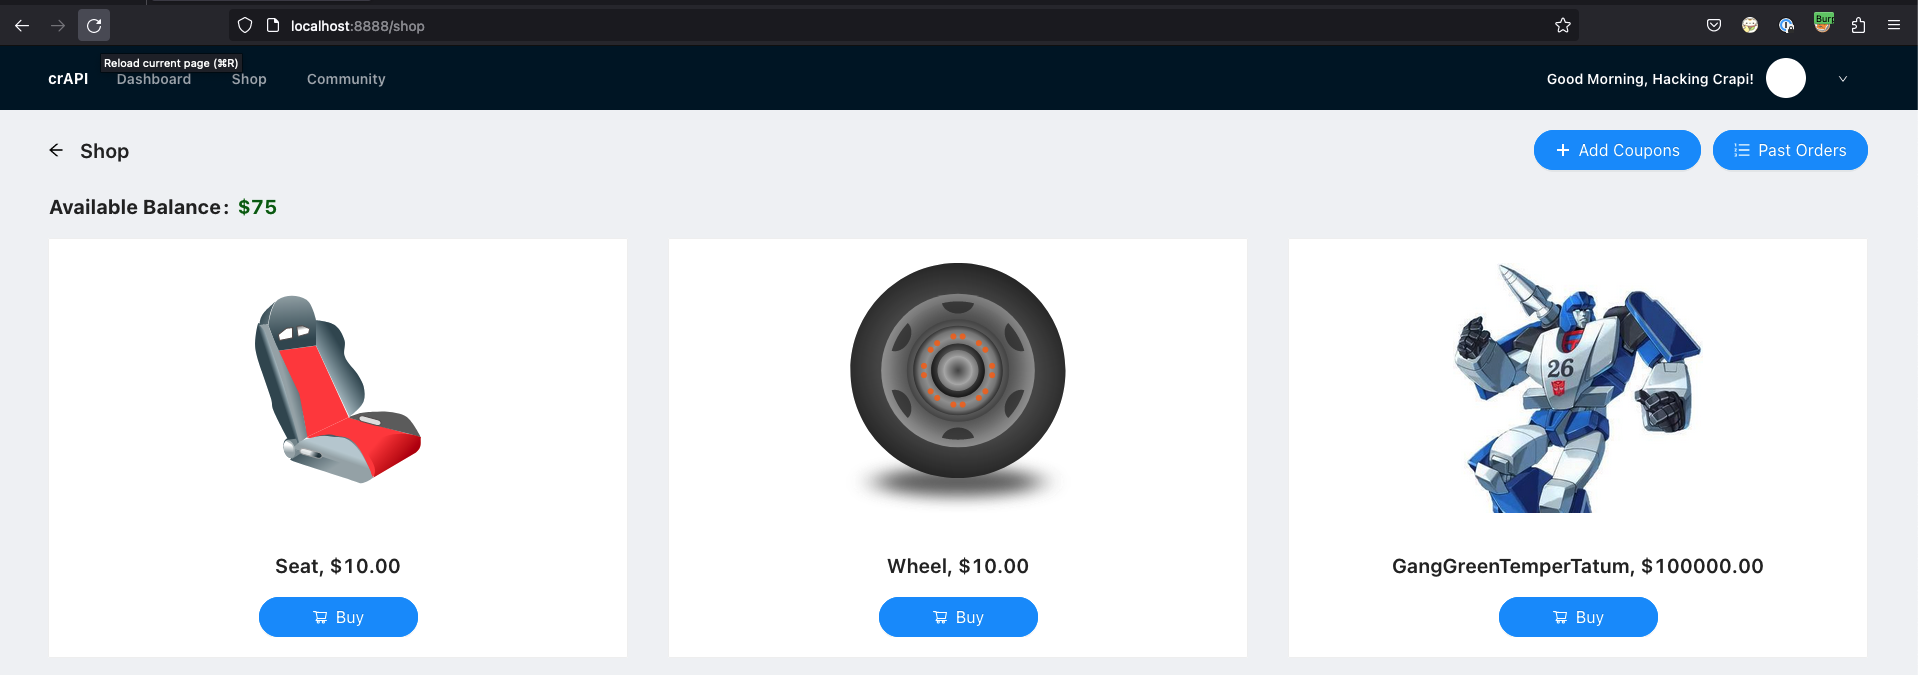 localhost:8888/shop
Burp
Reload current page (⌘R)
crAPI Dashboard Shop Community
Good Morning, Hacking Crapi!
Shop
Add Coupons
Past Orders
Available Balance: $75
26
Seat, $10.00
Wheel, $10.00
GangGreenTemperTatum, $100000.00
Buy
Buy
Buy